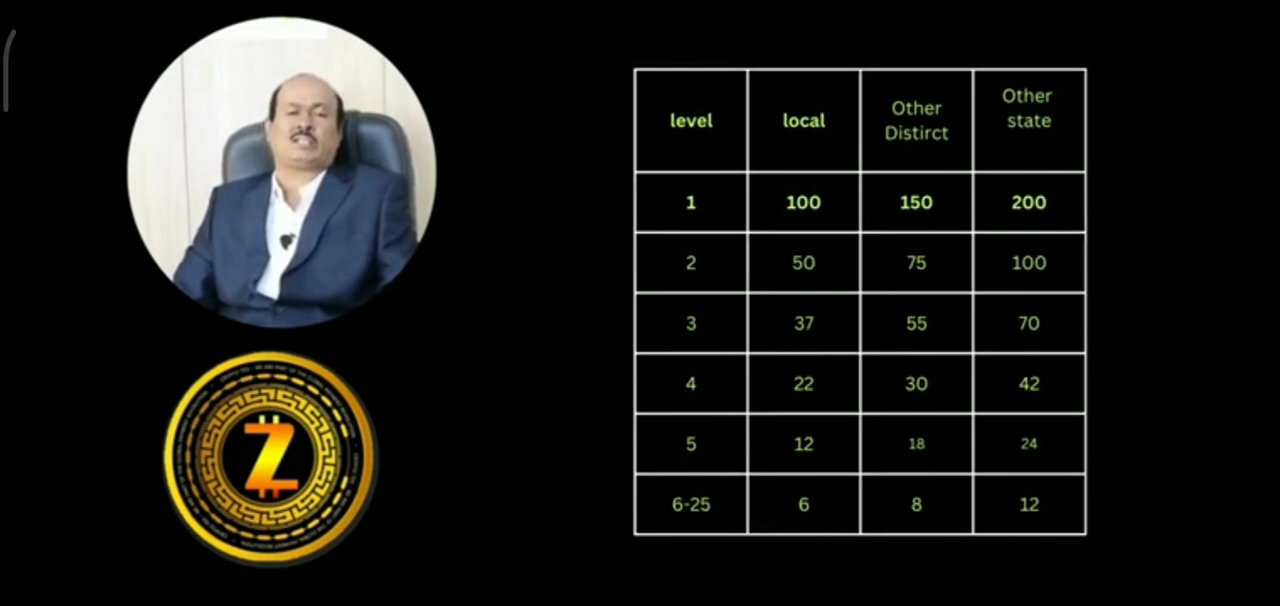 level local Other Distirct Other state
1 100 150 200
2 50 75 100
3 37 55 70
4 22 30 42
5 12 18 24
6-25 6 8 12
Z